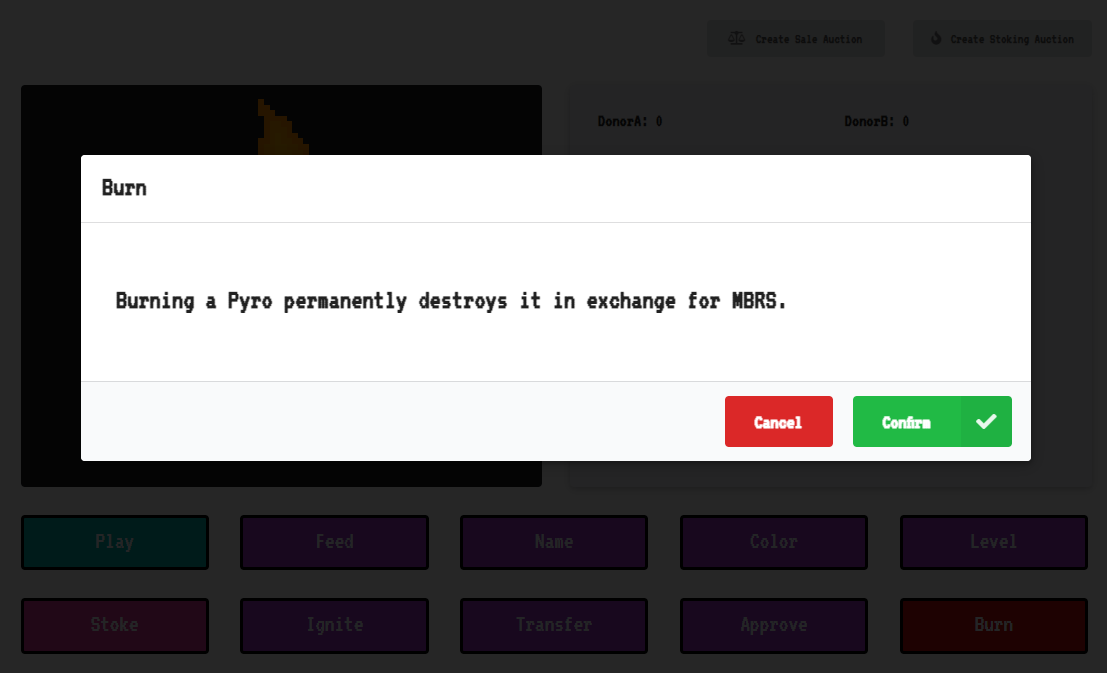 Create Sale Auction
Create Stoking Auction
DonorA: 0
DonorB: 0
Burn
Burning a Pyro permanently destroys it in exchange for MBRS.
Cancel
Confirm
Play
Feed
Name
Color
Level
Stoke
Ignite
Transfer
Approve
Burn